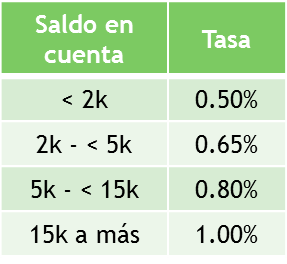 Saldo en
cuenta
Tasa
< 2k
0.50%
2k - < 5k
0.65%
5k - < 15k
0.80%
15k a más
1.00%